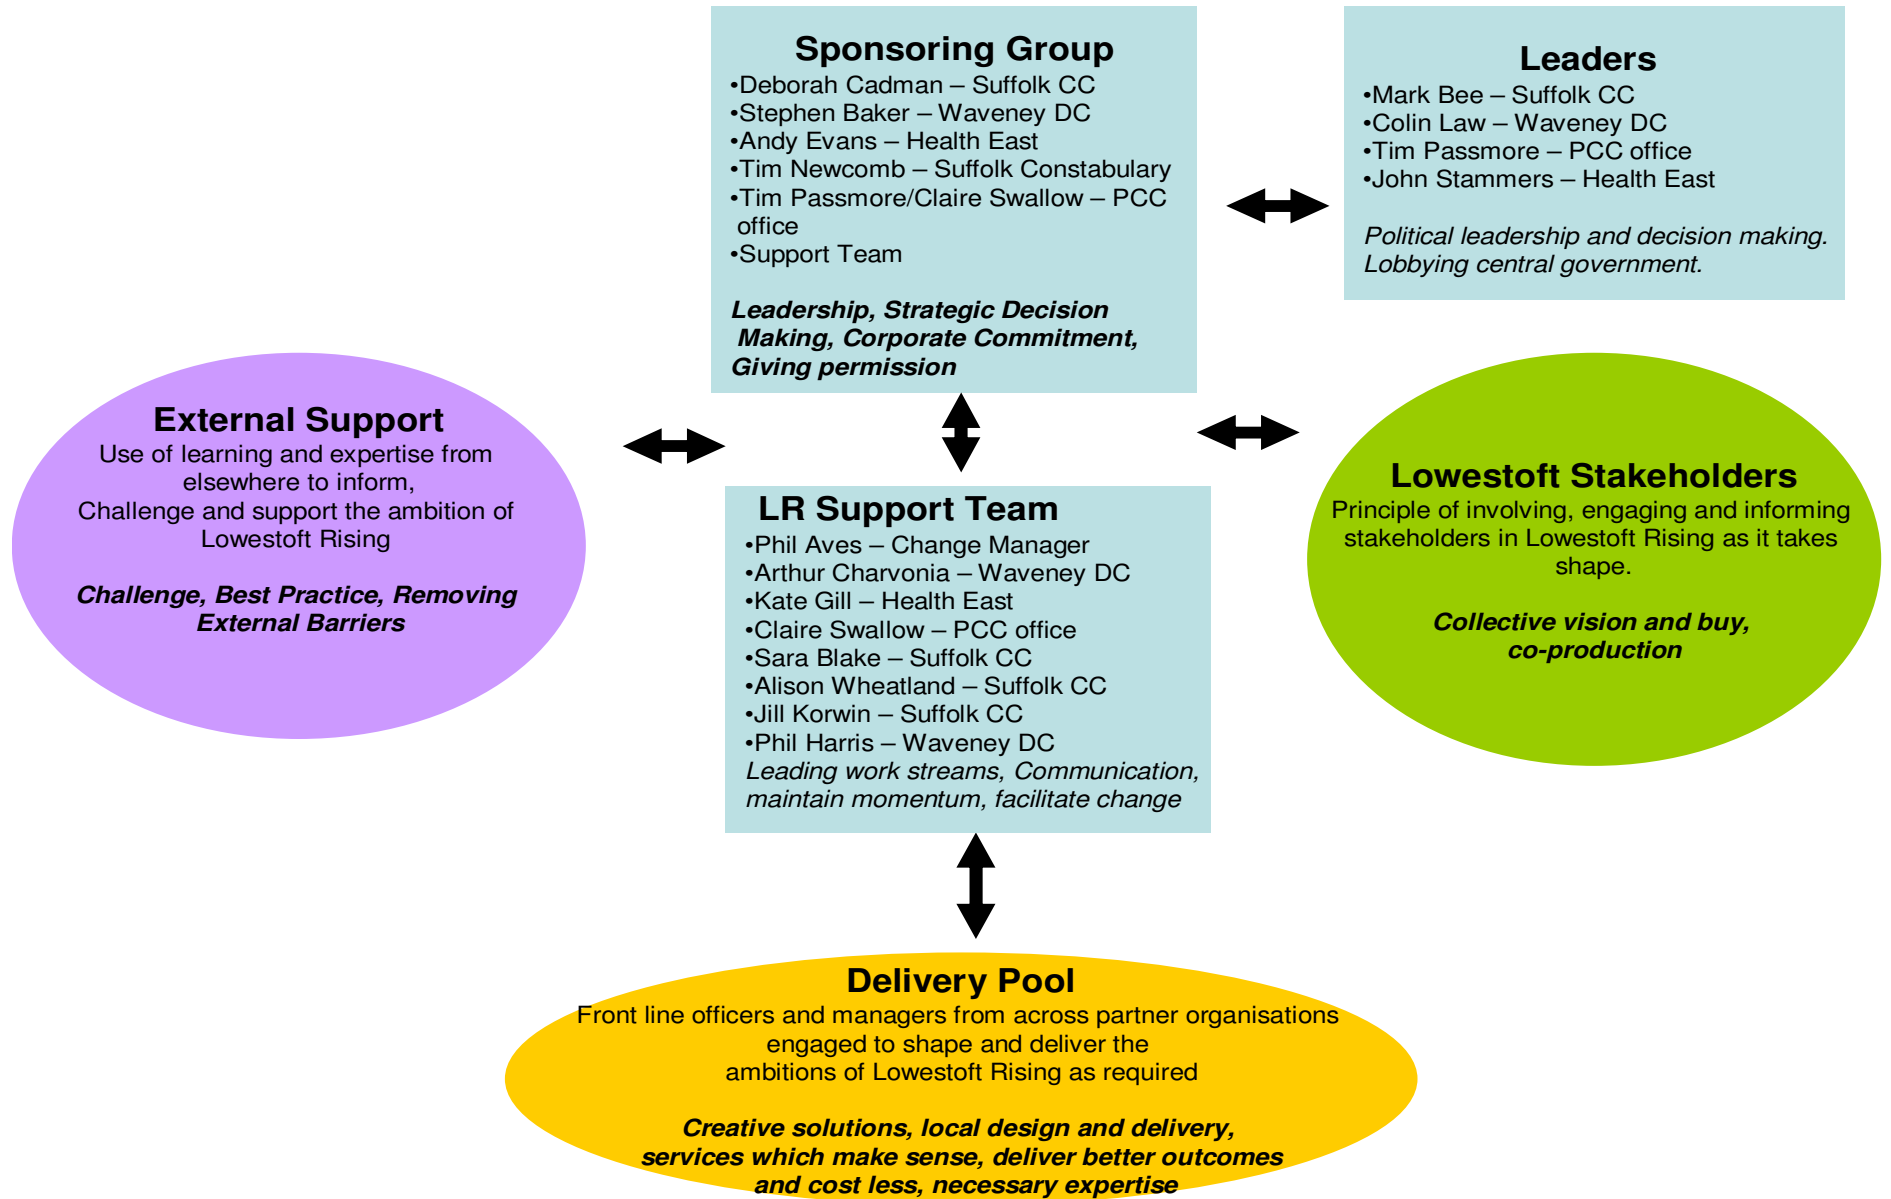 Sponsoring Group
•Deborah Cadman – Suffolk CC
•Stephen Baker – Waveney DC
•Andy Evans – Health East
•Tim Newcomb – Suffolk Constabulary
•Tim Passmore/Claire Swallow – PCC
office
•Support Team
Leadership, Strategic Decision
Making, Corporate Commitment,
Giving permission
Leaders
•Mark Bee – Suffolk CC
•Colin Law – Waveney DC
•Tim Passmore – PCC office
•John Stammers – Health East
Political leadership and decision making.
Lobbying central government.
External Support
Use of learning and expertise from
elsewhere to inform,
Challenge and support the ambition of
Lowestoft Rising
Challenge, Best Practice, Removing
External Barriers
LR Support Team
•Phil Aves – Change Manager
•Arthur Charvonia – Waveney DC
•Kate Gill – Health East
•Claire Swallow – PCC office
•Sara Blake – Suffolk CC
•Alison Wheatland – Suffolk CC
•Jill Korwin – Suffolk CC
•Phil Harris – Waveney DC
Leading work streams, Communication,
maintain momentum, facilitate change
Lowestoft Stakeholders
Principle of involving, engaging and informing
stakeholders in Lowestoft Rising as it takes
shape.
Collective vision and buy,
co-production
Delivery Pool
Front line officers and managers from across partner organisations
engaged to shape and deliver the
ambitions of Lowestoft Rising as required
Creative solutions, local design and delivery,
services which make sense, deliver better outcomes
and cost less, necessary expertise